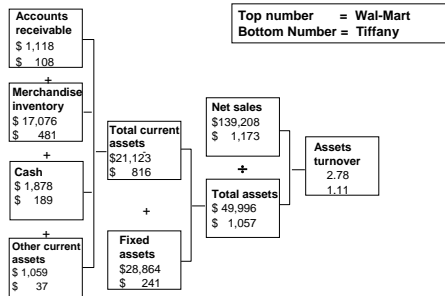 Top number = Wal-Mart
Bottom Number = Tiffany
Accounts
receivable
$ 1,118
$ 108
+
Merchandise
inventory
$ 17,076
$ 481
+
Cash
$ 1,878
$ 189
+
Other current
assets
$ 1,059
$ 37
Total current
assets
$21,123
$ 816
+
Fixed
assets
$28,864
$ 241
Net sales
$139,208
$ 1,173
÷
Total assets
$ 49,996
$ 1,057
Assets
turnover
2.78
1.11